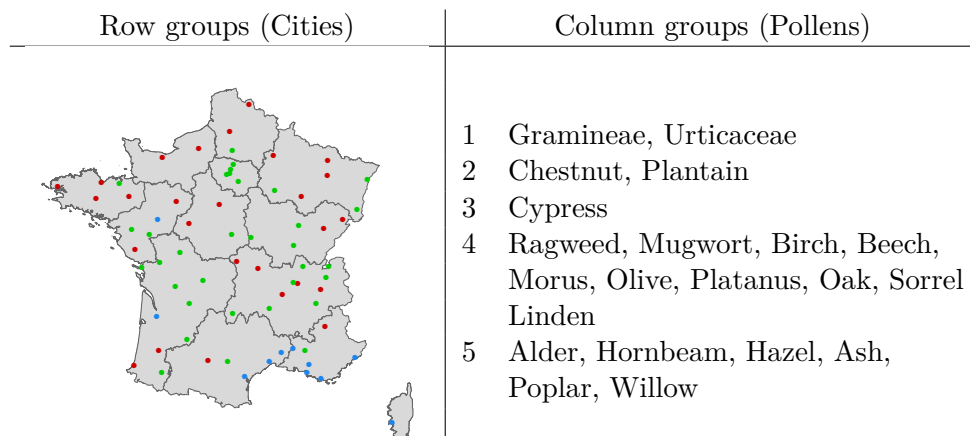 Row groups (Cities) Column groups (Pollens)
1 Gramineae, Urticaceae
2 Chestnut, Plantain
3 Cypress
4 Ragweed, Mugwort, Birch, Beech,
Morus, Olive, Platanus, Oak, Sorrel
Linden
5 Alder, Hornbeam, Hazel, Ash,
Poplar, Willow